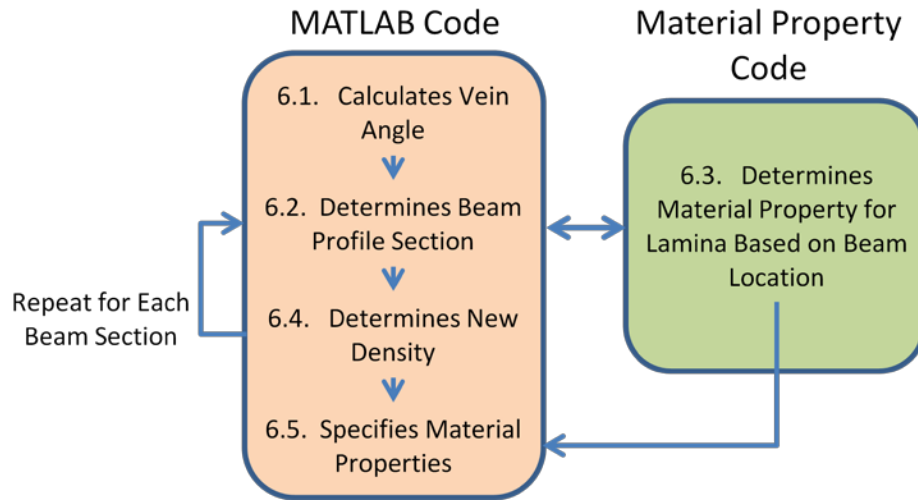 MATLAB Code
6.1. Calculates Vein
Angle
6.2. Determines Beam
Profile Section
6.4. Determines New
Density
6.5. Specifies Material
Properties
Repeat for Each
Beam Section
Material Property
Code
6.3. Determines
Material Property for
Lamina Based on Beam
Location